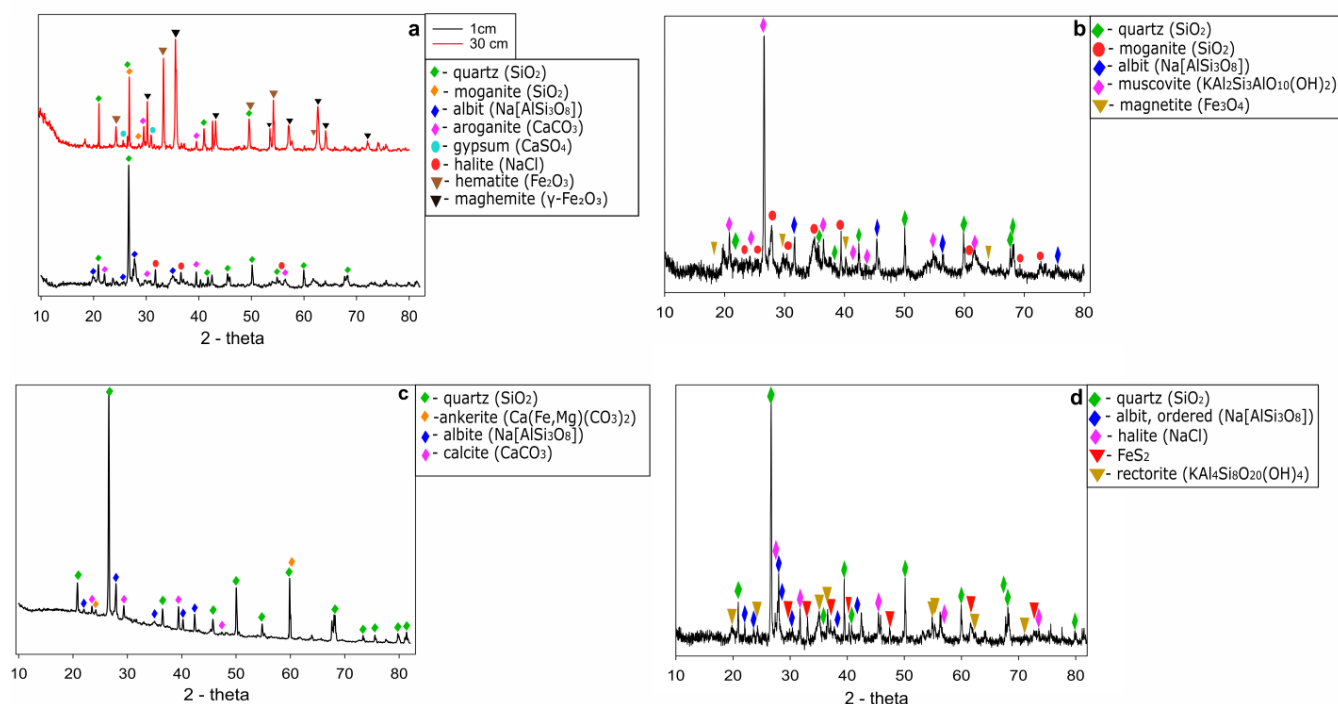 a
1cm
30 cm
- quartz (SiO₂)
- moganite (SiO₂)
- albit (Na[AlSi₃O₈])
- aroganite (CaCO₃)
- gypsum (CaSO₄)
- halite (NaCl)
- hematite (Fe₂O₃)
- maghemite (γ-Fe₂O₃)
10 20 30 40 50 60 70 80
2 - theta
b
- quartz (SiO₂)
- moganite (SiO₂)
- albit (Na[AlSi₃O₈])
- muscovite (KAl₂Si₃AlO₁₀(OH)₂)
- magnetite (Fe₃O₄)
10 20 30 40 50 60 70 80
2 - theta
c
- quartz (SiO₂)
-ankerite (Ca(Fe,Mg)(CO₃)₂)
- albite (Na[AlSi₃O₈])
- calcite (CaCO₃)
10 20 30 40 50 60 70 80
2 - theta
d
- quartz (SiO₂)
- albit, ordered (Na[AlSi₃O₈])
- halite (NaCl)
- FeS₂
- rectorite (KAl₄Si₈O₂₀(OH)₄)
10 20 30 40 50 60 70 80
2 - theta